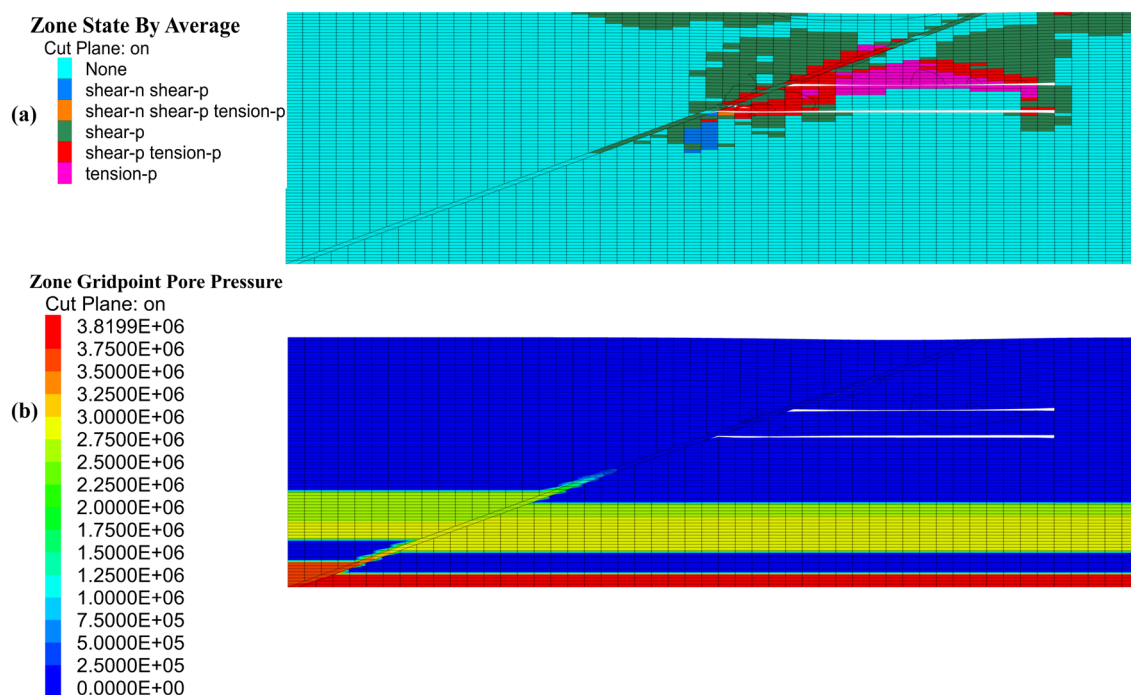 Zone State By Average
Cut Plane: on
None
shear-n shear-p
(a)
shear-n shear-p tension-p
shear-p
shear-p tension-p
tension-p
Zone Gridpoint Pore Pressure
Cut Plane: on
3.8199E+06
3.7500E+06
3.5000E+06
3.2500E+06
(b)
3.0000E+06
2.7500E+06
2.5000E+06
2.2500E+06
2.0000E+06
1.7500E+06
1.5000E+06
1.2500E+06
1.0000E+06
7.5000E+05
5.0000E+05
2.5000E+05
0.0000E+00